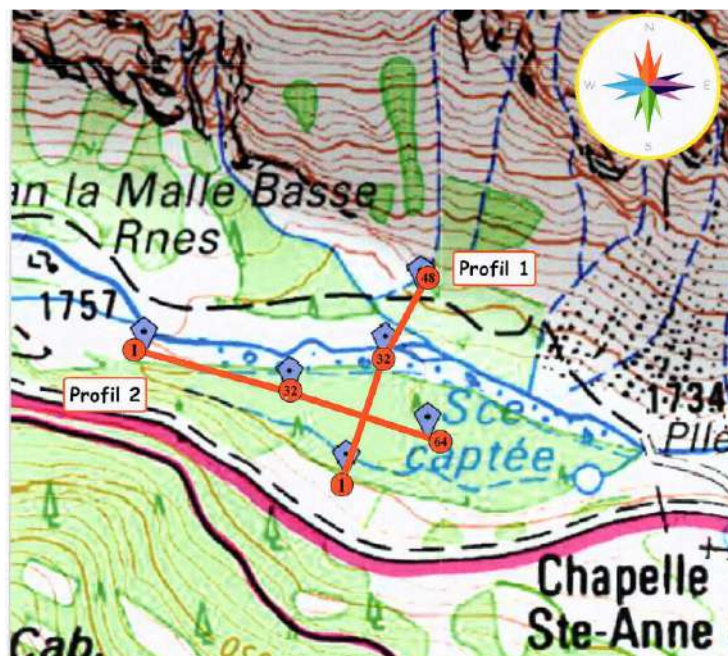 N
W E
S
an la Malle Basse
Rnes
48
Profil 1
1757
32
1
32
Profil 2
1734
Sce
64
captée
1
Chapelle
Ste-Anne
Cab.